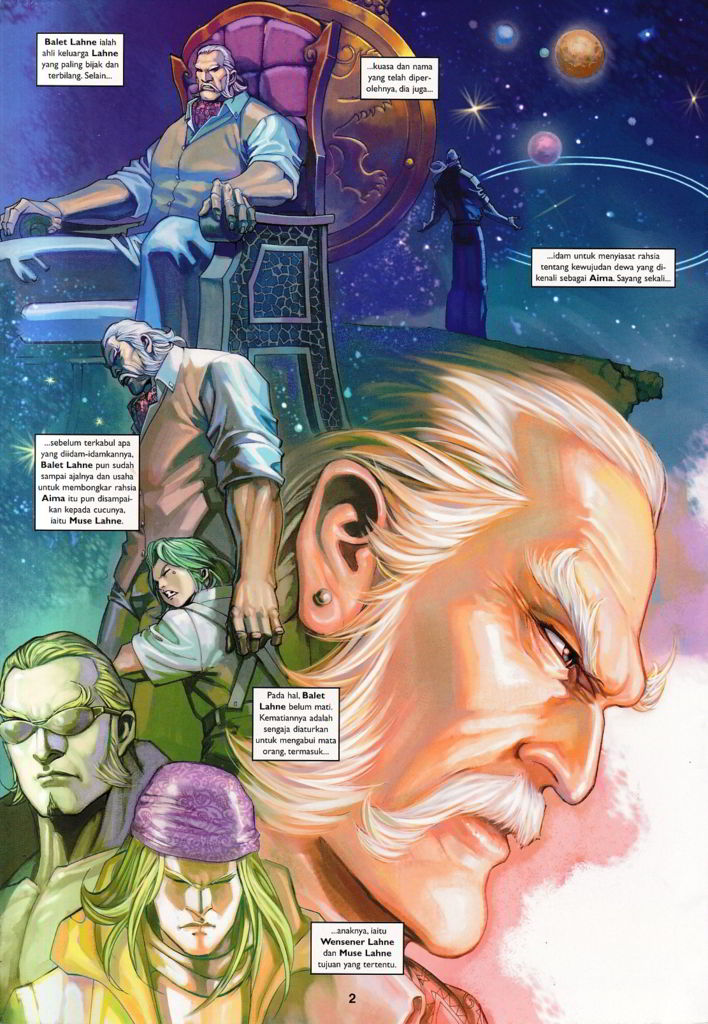 Balet Lahne ialah
ahli keluarga Lahne
yang paling bijak dan
terbilang. Selain...
...kuasa dan nama
yang telah diper-
olehnya, dia juga...
...idam untuk menyiasat rahsia
tentang kewujudan dewa yang di-
kenali sebagai Aima. Sayang sekali...
...sebelum terkabul apa
yang diidam-idamkannya,
Balet Lahne pun sudah
sampai ajalnya dan usaha
untuk membongkar rahsia
Aima itu pun disampai-
kan kepada cucunya,
iaitu Muse Lahne.
Pada hal, Balet
Lahne belum mati.
Kematiannya adalah
sengaja diaturkan
untuk mengabui mata
orang, termasuk...
...anaknya, iaitu
Wensener Lahne
dan Muse Lahne
tujuan yang tertentu.
2